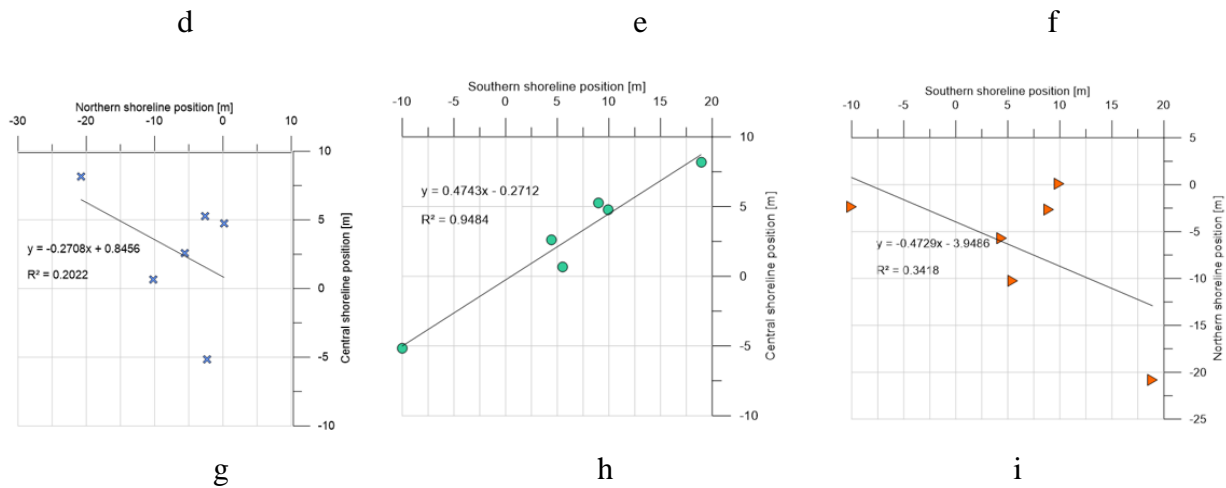 d e f
Northern shoreline position [m]
-30 -20 -10 0 10
10
5
0
-5
-10
Central shoreline position [m]
y = -0.2708x + 0.8456
R² = 0.2022
Southern shoreline position [m]
-10 -5 0 5 10 15 20
10
5
0
-5
-10
Central shoreline position [m]
y = 0.4743x - 0.2712
R² = 0.9484
Southern shoreline position [m]
-10 -5 0 5 10 15 20
5
0
-5
-10
-15
-20
-25
Northern shoreline position [m]
y = -0.4729x - 3.9486
R² = 0.3418
g h i